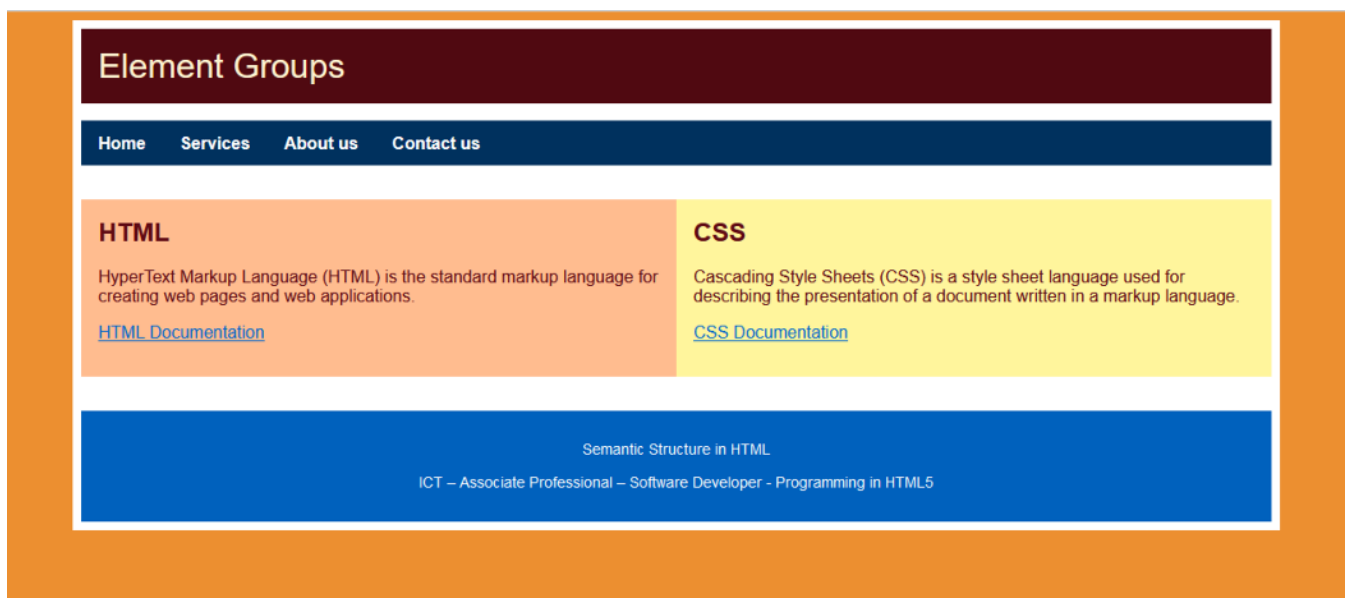 Element Groups
Home Services About us Contact us
HTML
HyperText Markup Language (HTML) is the standard markup language for
creating web pages and web applications.
HTML Documentation
CSS
Cascading Style Sheets (CSS) is a style sheet language used for
describing the presentation of a document written in a markup language.
CSS Documentation
Semantic Structure in HTML
ICT – Associate Professional – Software Developer - Programming in HTML5